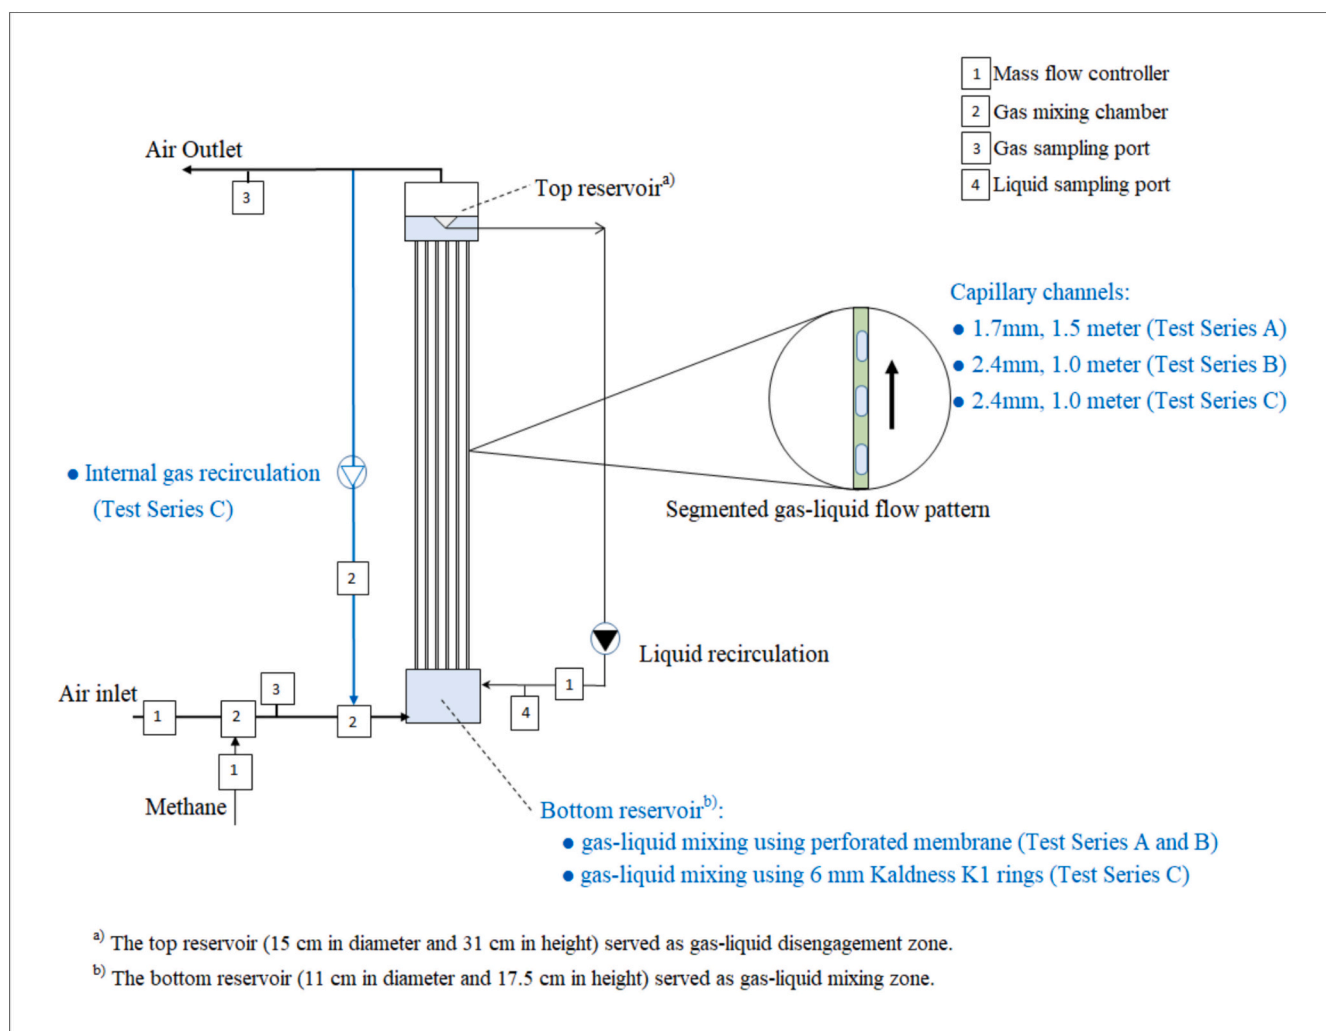 1 Mass flow controller
2 Gas mixing chamber
3 Gas sampling port
4 Liquid sampling port
Air Outlet
3
Top reservoir a)
Capillary channels:
● 1.7mm, 1.5 meter (Test Series A)
● 2.4mm, 1.0 meter (Test Series B)
● 2.4mm, 1.0 meter (Test Series C)
● Internal gas recirculation
(Test Series C)
Segmented gas-liquid flow pattern
2
Liquid recirculation
Air inlet
3
1
4
1
2
2
1
Methane
Bottom reservoir b):
● gas-liquid mixing using perforated membrane (Test Series A and B)
● gas-liquid mixing using 6 mm Kaldness K1 rings (Test Series C)
a) The top reservoir (15 cm in diameter and 31 cm in height) served as gas-liquid disengagement zone.
b) The bottom reservoir (11 cm in diameter and 17.5 cm in height) served as gas-liquid mixing zone.